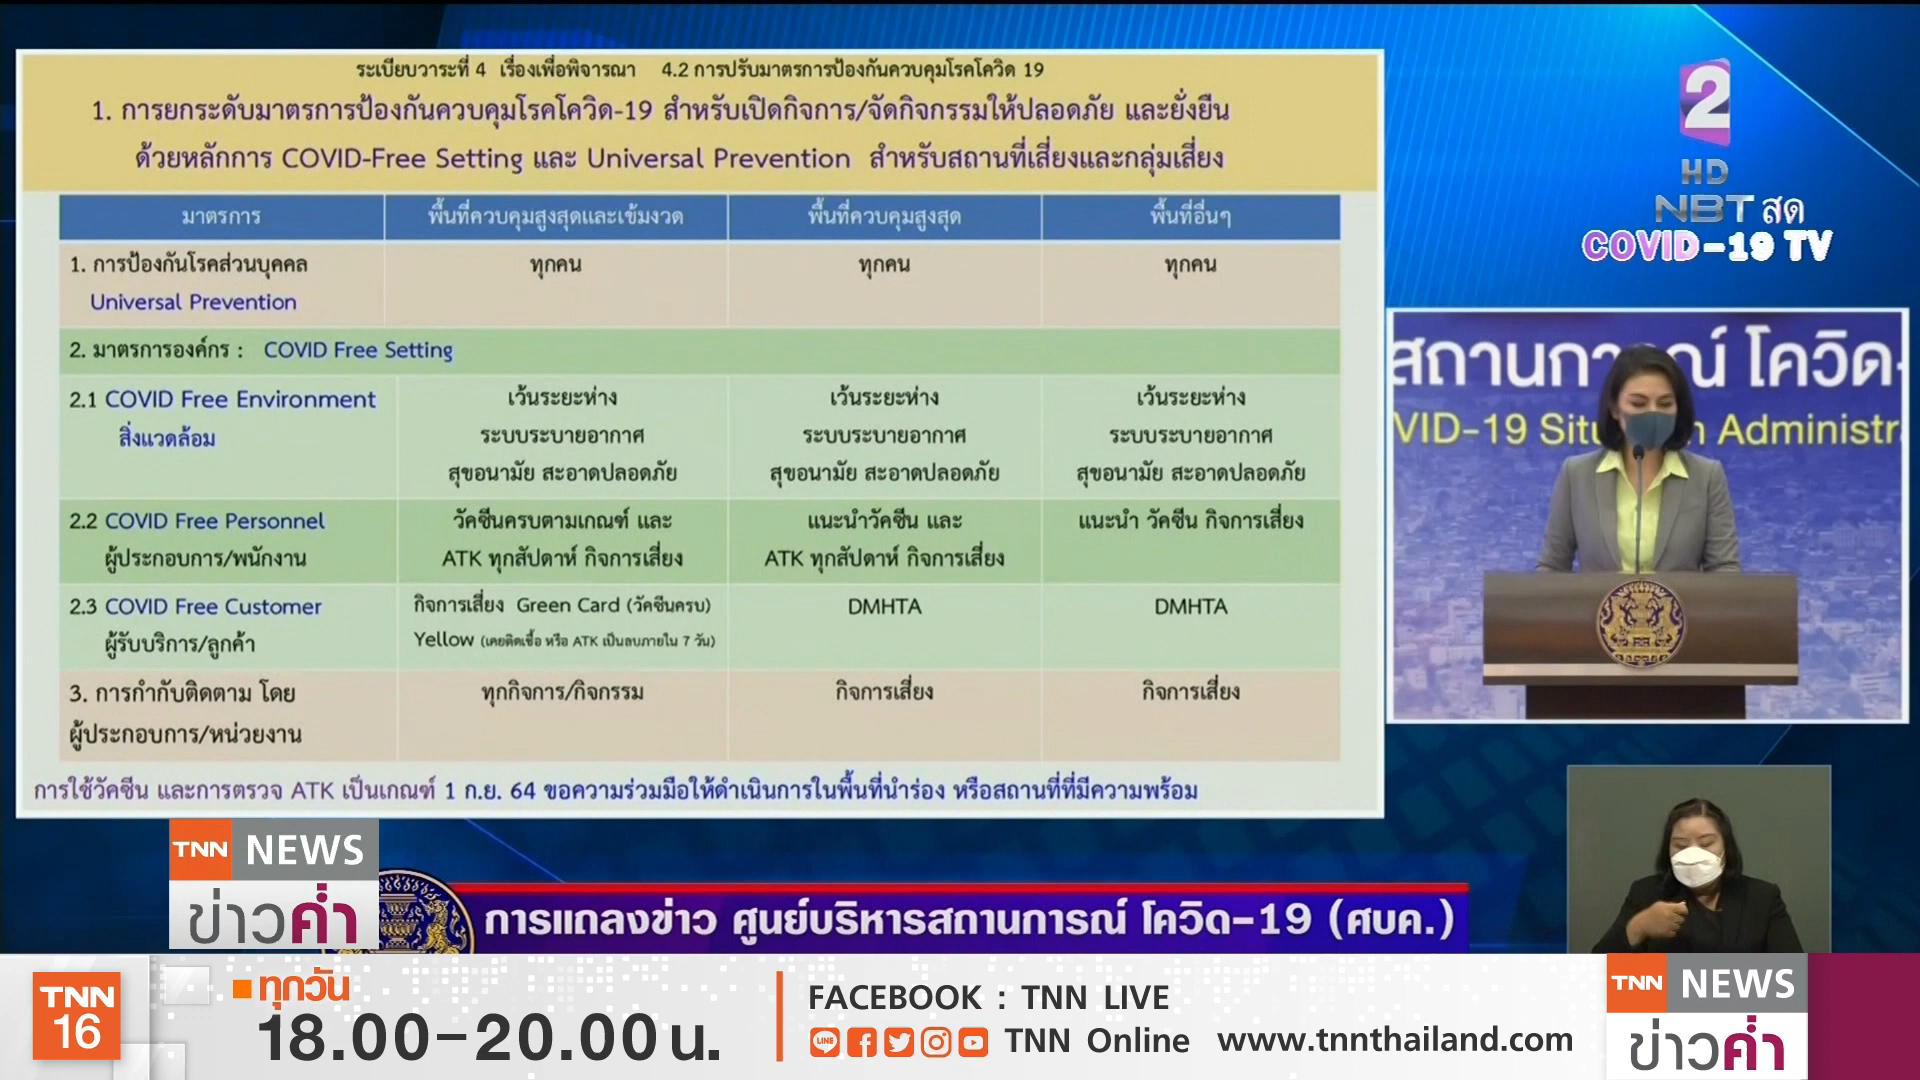 ระเบียบวาระที่ 4 เรื่องเพื่อพิจารณา 4.2 การปรับมาตรการป้องกันควบคุมโรคโควิด 19
1. การยกระดับมาตรการป้องกันควบคุมโรคโควิด-19 สำหรับเปิดกิจการ/จัดกิจกรรมให้ปลอดภัย และยั่งยืน
ด้วยหลักการ COVID-Free Setting และ Universal Prevention สำหรับสถานที่เสี่ยงและกลุ่มเสี่ยง
มาตรการ พื้นที่ควบคุมสูงสุดและเข้มงวด พื้นที่ควบคุมสูงสุด พื้นที่อื่นๆ
1. การป้องกันโรคส่วนบุคคล ทุกคน ทุกคน ทุกคน
Universal Prevention
2. มาตรการองค์กร : COVID Free Setting
2.1 COVID Free Environment เว้นระยะห่าง เว้นระยะห่าง เว้นระยะห่าง
สิ่งแวดล้อม ระบบระบายอากาศ ระบบระบายอากาศ ระบบระบายอากาศ
สุขอนามัย สะอาดปลอดภัย สุขอนามัย สะอาดปลอดภัย สุขอนามัย สะอาดปลอดภัย
2.2 COVID Free Personnel วัคซีนครบตามเกณฑ์ และ แนะนำวัคซีน และ แนะนำ วัคซีน กิจการเสี่ยง
ผู้ประกอบการ/พนักงาน ATK ทุกสัปดาห์ กิจการเสี่ยง ATK ทุกสัปดาห์ กิจการเสี่ยง
2.3 COVID Free Customer กิจการเสี่ยง Green Card (วัคซีนครบ) DMHTA DMHTA
ผู้รับบริการ/ลูกค้า Yellow (เคยติดเชื้อ หรือ ATK เป็นลบภายใน 7 วัน)
3. การกำกับติดตาม โดย ทุกกิจการ/กิจกรรม กิจการเสี่ยง กิจการเสี่ยง
ผู้ประกอบการ/หน่วยงาน
การใช้วัคซีน และการตรวจ ATK เป็นเกณฑ์ 1 ก.ย. 64 ขอความร่วมมือให้ดำเนินการในพื้นที่นำร่อง หรือสถานที่ที่มีความพร้อม
2
HD
NBT สด
COVID-19 TV
สถานการณ์ โควิด-
VID-19 Situ n Administr
TNN NEWS
ข่าวค่ำ
การแถลงข่าว ศูนย์บริหารสถานการณ์ โควิด-19 (ศบค.)
TNN
16
ทุกวัน
18.00-20.00 น.
FACEBOOK : TNN LIVE
LINE TNN Online www.tnnthailand.com
TNN NEWS
ข่าวค่ำ